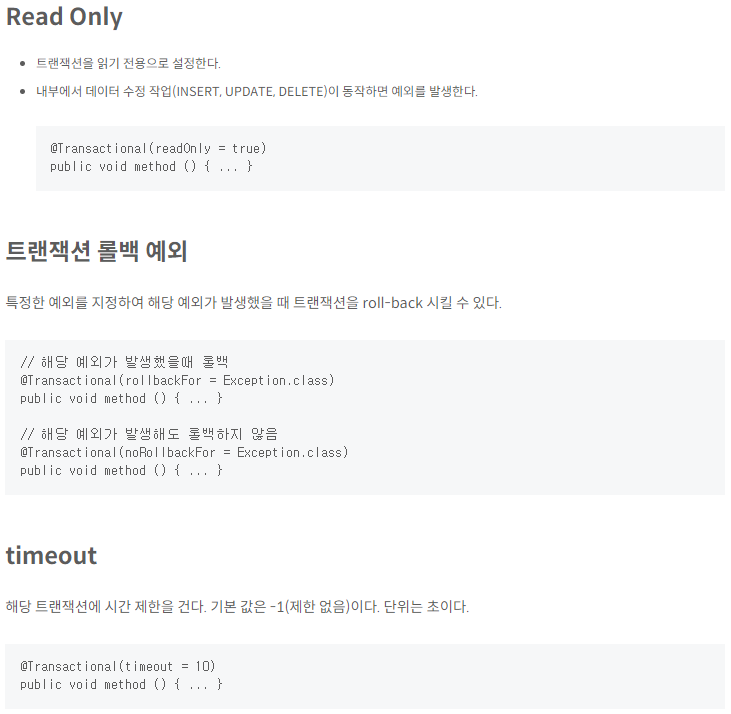 Read Only
트랜잭션을 읽기 전용으로 설정한다.
내부에서 데이터 수정 작업(INSERT, UPDATE, DELETE)이 동작하면 예외를 발생한다.
@Transactional(readOnly = true)
public void method () { ... }
트랜잭션 롤백 예외
특정한 예외를 지정하여 해당 예외가 발생했을 때 트랜잭션을 roll-back 시킬 수 있다.
// 해당 예외가 발생했을때 롤백
@Transactional(rollbackFor = Exception.class)
public void method () { ... }
// 해당 예외가 발생해도 롤백하지 않음
@Transactional(noRollbackFor = Exception.class)
public void method () { ... }
timeout
해당 트랜잭션에 시간 제한을 건다. 기본 값은 -1(제한 없음)이다. 단위는 초이다.
@Transactional(timeout = 10)
public void method () { ... }